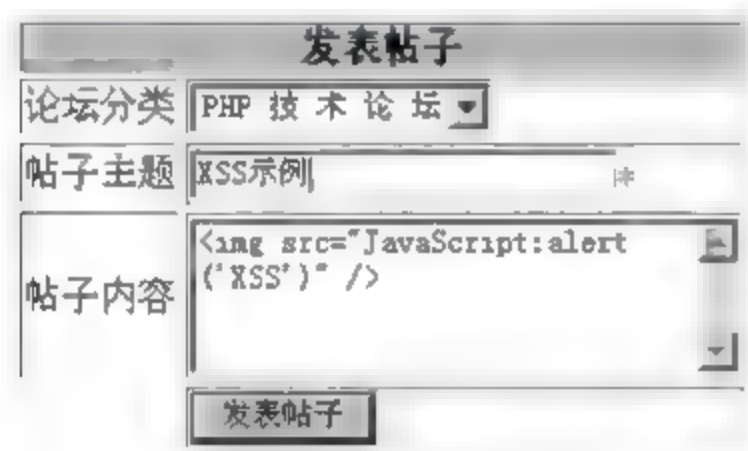 发表帖子
论坛分类 PHP 技术论坛
帖子主题 XSS示例 *
帖子内容 <img src="JavaScript:alert
('XSS')" />
发表帖子